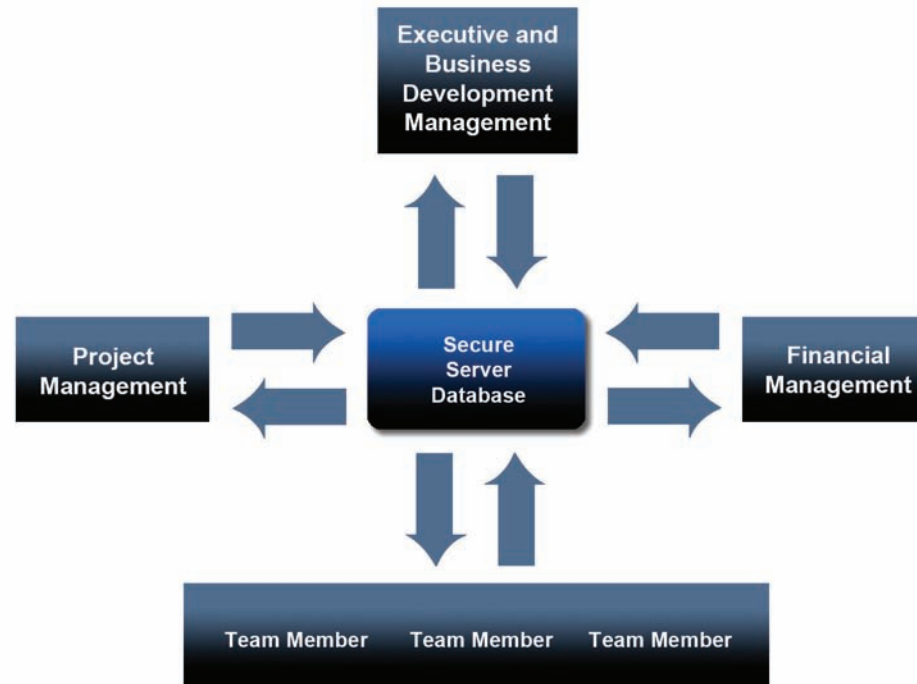 Executive and
Business
Development
Management
Project
Management
Secure
Server
Database
Financial
Management
Team Member Team Member Team Member